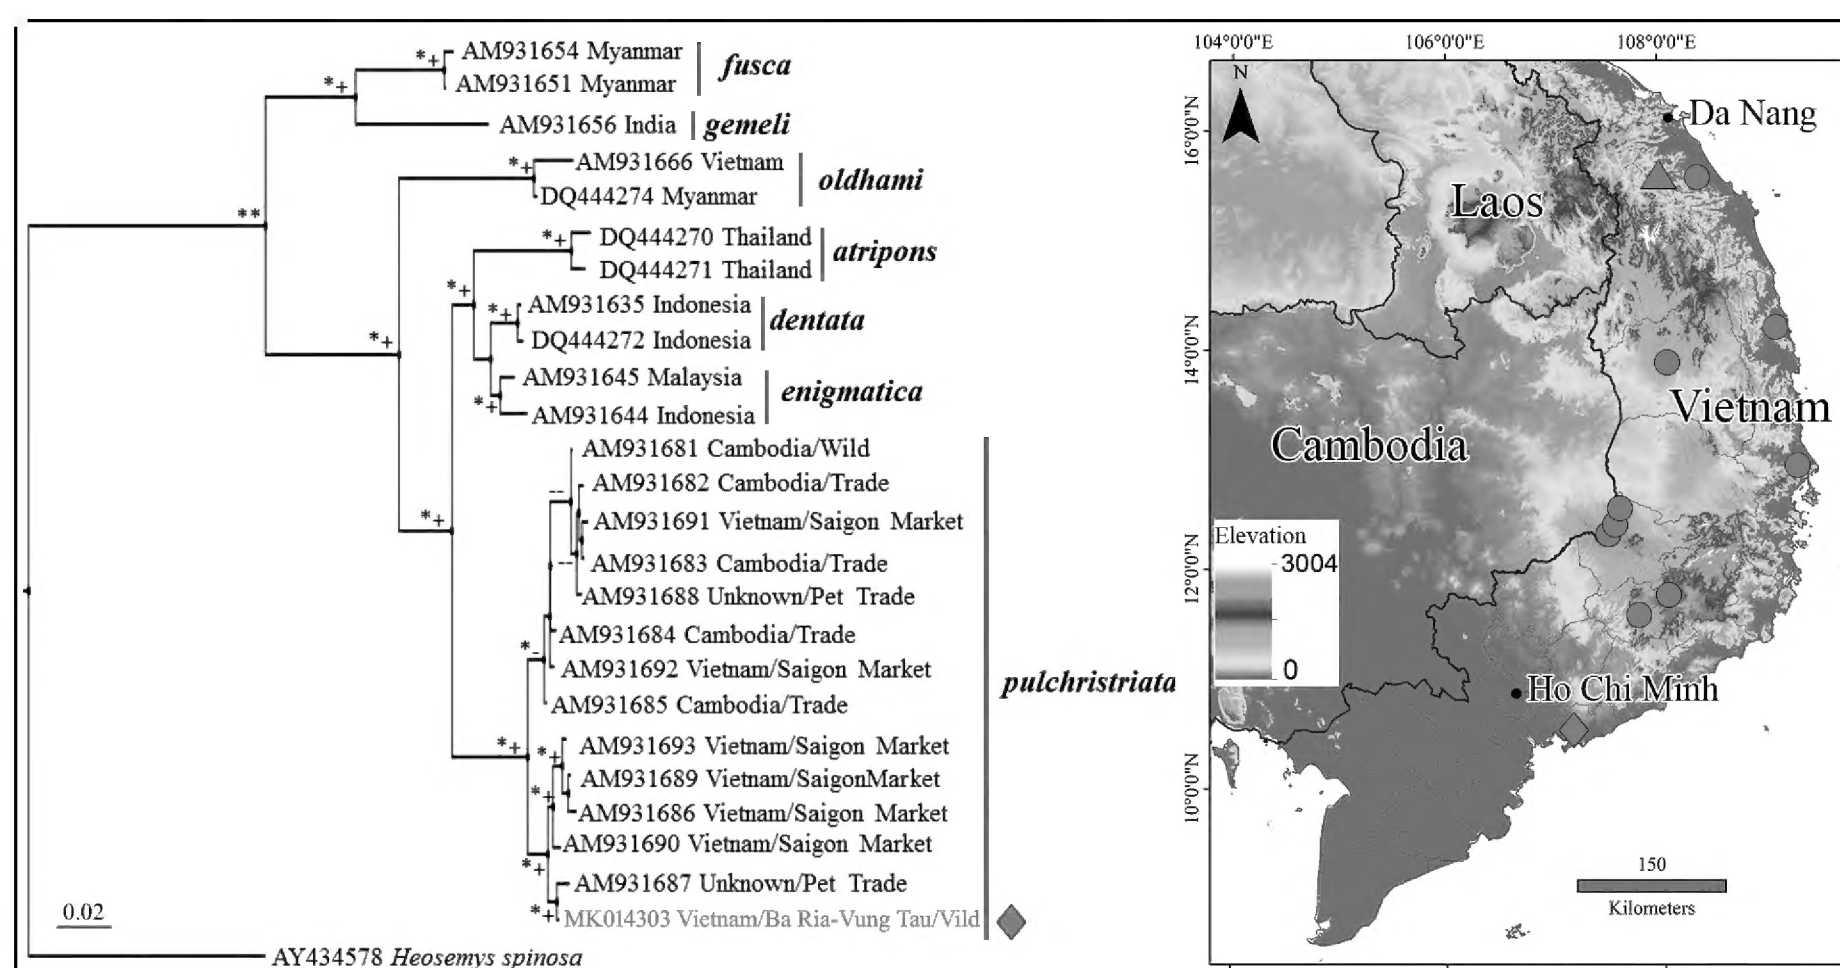 *+ AM931654 Myanmar
AM931651 Myanmar
fusca
*+
AM931656 India
gemeli
*+ AM931666 Vietnam
DQ444274 Myanmar
oldhami
**
*+ DQ444270 Thailand
DQ444271 Thailand
atripons
*+
*+ AM931635 Indonesia
DQ444272 Indonesia
dentata
*+
AM931645 Malaysia
*+ AM931644 Indonesia
enigmatica
*+
AM931681 Cambodia/Wild
-- AM931682 Cambodia/Trade
AM931691 Vietnam/Saigon Market
-- AM931683 Cambodia/Trade
AM931688 Unknown/Pet Trade
AM931684 Cambodia/Trade
*- AM931692 Vietnam/Saigon Market
AM931685 Cambodia/Trade
pulchristriata
*+ *+ AM931693 Vietnam/Saigon Market
AM931689 Vietnam/SaigonMarket
*+
AM931686 Vietnam/Saigon Market
AM931690 Vietnam/Saigon Market
*+
AM931687 Unknown/Pet Trade
*+ MK014303 Vietnam/Ba Ria-Vung Tau/Vild
0.02
AY434578 Heosemys spinosa
104°0'0"E
106°0'0"E
108°0'0"E
N
16°0'0"N
14°0'0"N
12°0'0"N
10°0'0"N
Da Nang
Laos
Vietnam
Cambodia
Elevation
3004
0
Ho Chi Minh
150
Kilometers